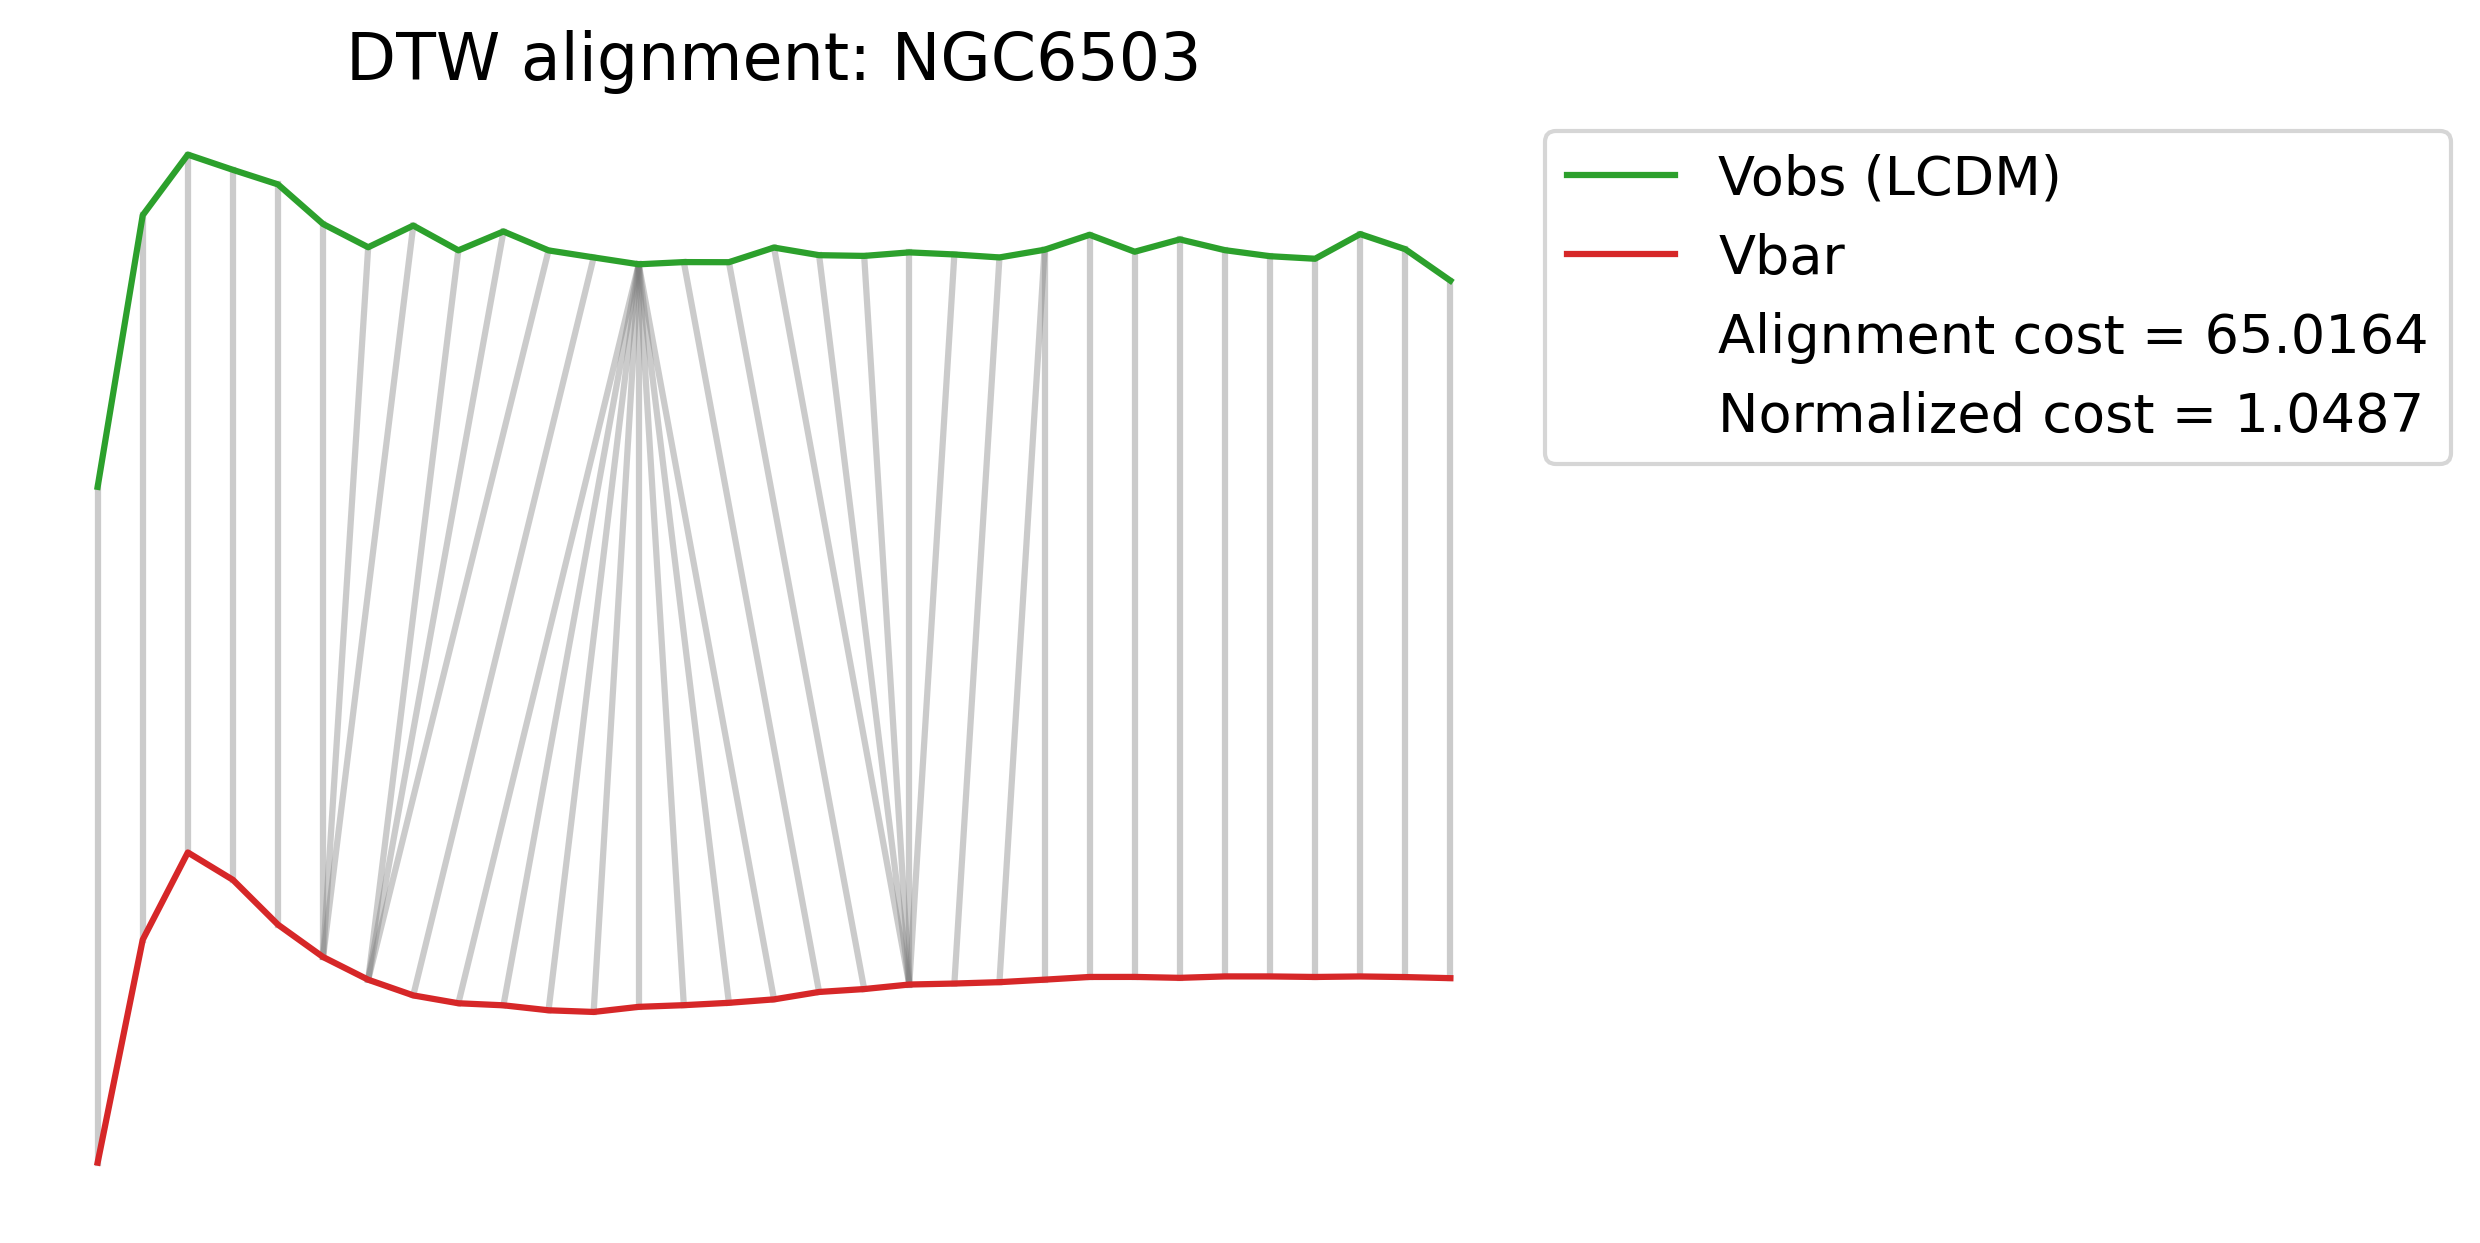 DTW alignment: NGC6503
Vobs (LCDM)
Vbar
Alignment cost = 65.0164
Normalized cost = 1.0487